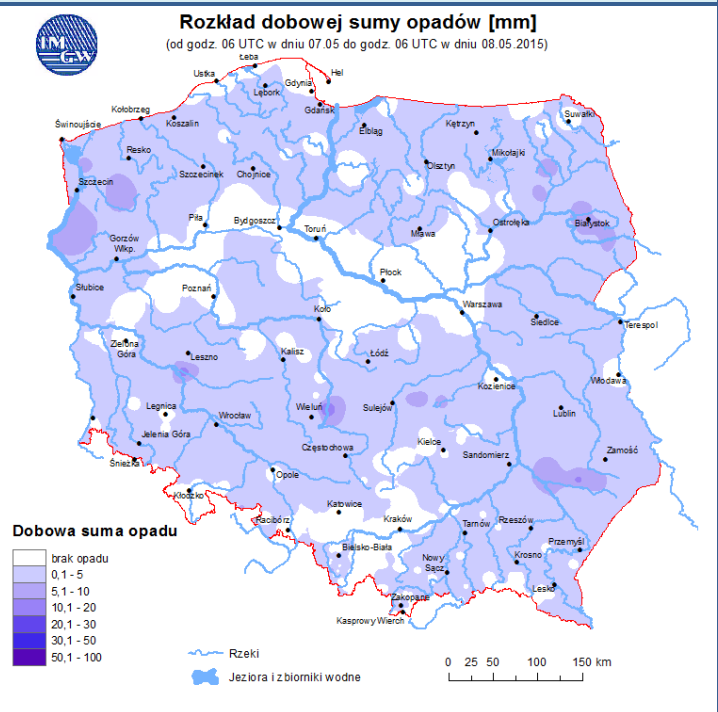 Rozkład dobowej sumy opadów [mm]
(od godz. 06 UTC w dniu 07.05 do godz. 06 UTC w dniu 08.05.2015)
IM
GW
Łeba
Hel
Ustka
Gdynia
Lębork
Gdańsk
Kołobrzeg
Koszalin
Suwałki
Świnoujście
Elbląg
Kętrzyn
Resko
Mikołajki
Szczecinek
Chojnice
Olsztyn
Szczecin
Piła
Bydgoszcz
Toruń
Mława
Ostrołęka
Białystok
Gorzów
Wlkp.
Płock
Słubice
Poznań
Koło
Warszawa
Siedlce
Terespol
Zielona
Góra
Leszno
Kalisz
Łódź
Kozienice
Włodawa
Legnica
Wrocław
Wieluń
Sulejów
Lublin
Jelenia Góra
Kielce
Śnieżka
Częstochowa
Sandomierz
Zamość
Opole
Kłodzko
Katowice
Racibórz
Kraków
Tarnów
Rzeszów
Bielsko-Biała
Przemyśl
Nowy
Sącz
Krosno
Lesko
Zakopane
Kasprowy Wierch
Dobowa suma opadu
brak opadu
0,1 - 5
5,1 - 10
10,1 - 20
20,1 - 30
30,1 - 50
50,1 - 100
Rzeki
Jeziora i zbiorniki wodne
0 25 50 100 150 km